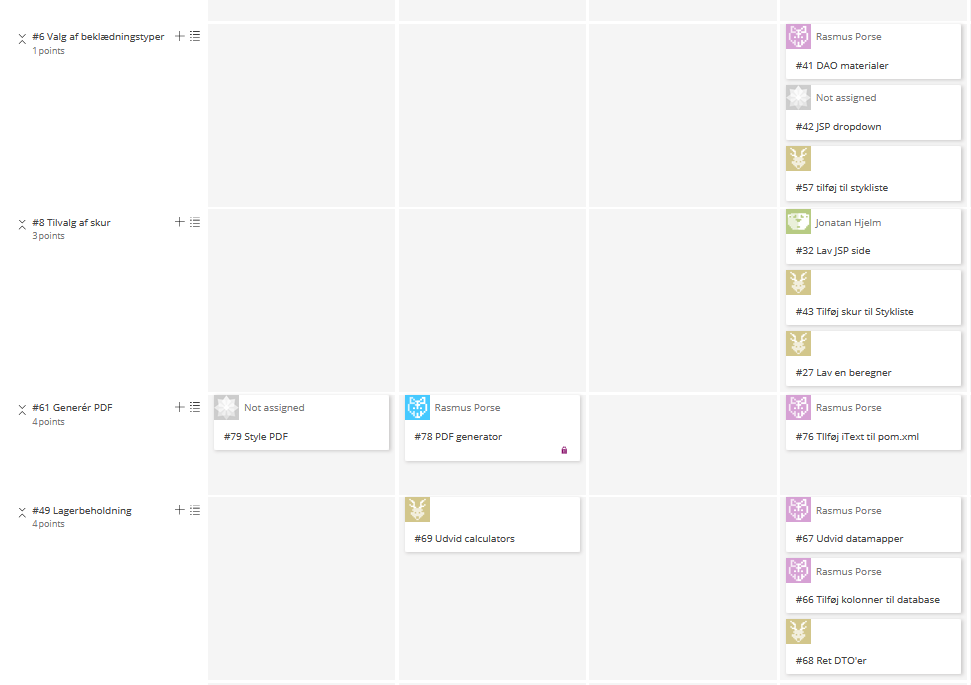 #6 Valg af beklædningstyper
1 points
Rasmus Porse
#41 DAO materialer
Not assigned
#42 JSP dropdown
#57 tilføj til stykliste
#8 Tilvalg af skur
3 points
Jonatan Hjelm
#32 Lav JSP side
#43 Tilføj skur til Stykliste
#27 Lav en beregner
#61 Generér PDF
4 points
Not assigned
#79 Style PDF
Rasmus Porse
#78 PDF generator
Rasmus Porse
#76 TIlføj iText til pom.xml
#49 Lagerbeholdning
4 points
#69 Udvid calculators
Rasmus Porse
#67 Udvid datamapper
Rasmus Porse
#66 Tilføj kolonner til database
#68 Ret DTO'er